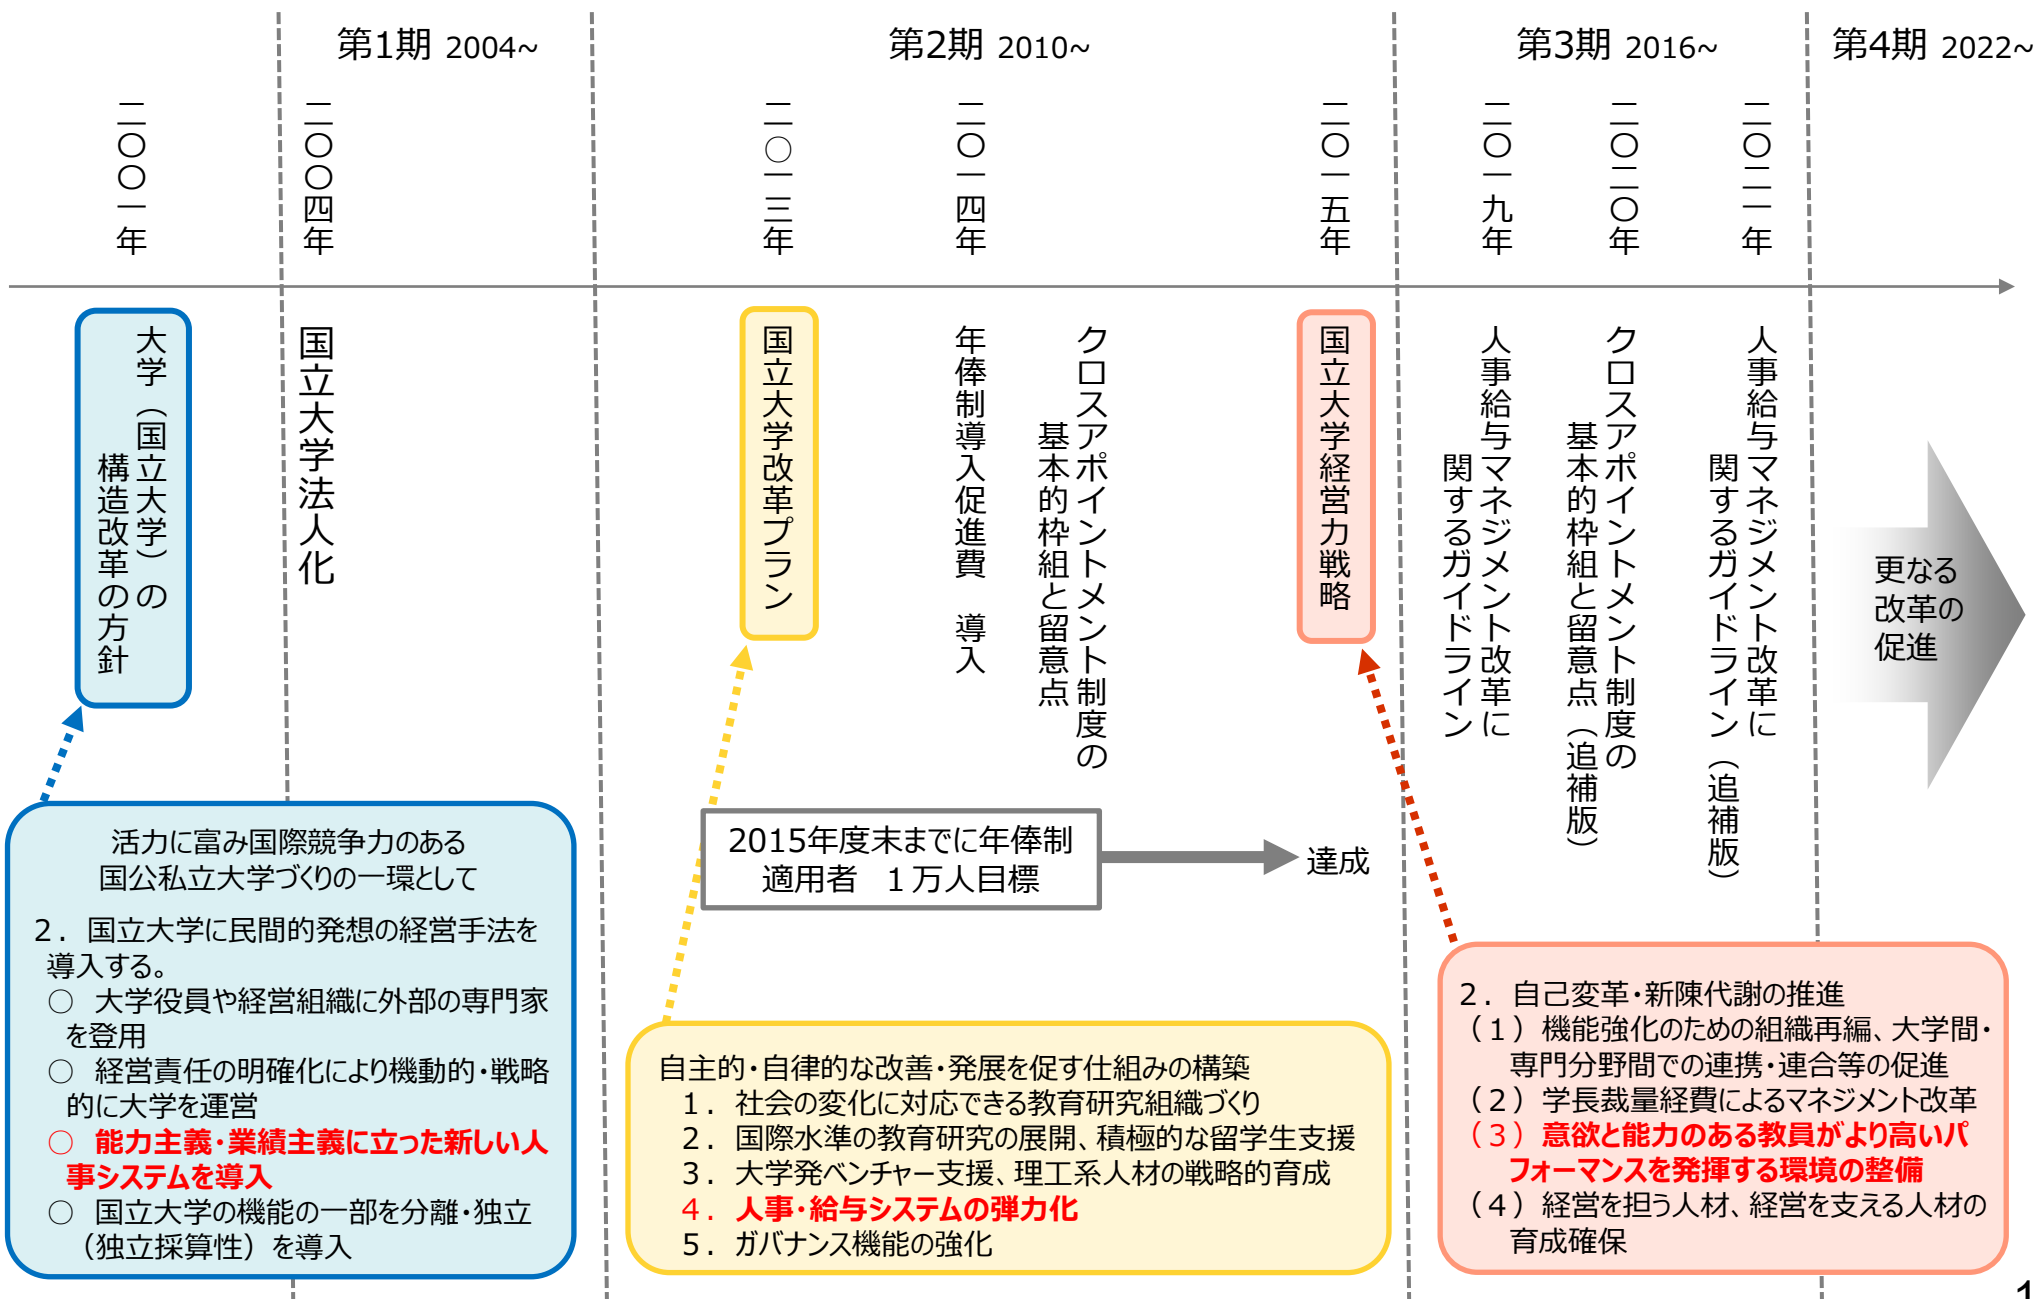 第1期 2004~
第2期 2010~
第3期 2016~
第4期 2022~
二〇〇一年
二〇〇四年
二〇一三年
二〇一四年
二〇一五年
二〇一九年
二〇二〇年
二〇二一年
大学（国立大学）の
構造改革の方針
国立大学法人化
国立大学改革プラン
年俸制導入促進費　導入
クロスアポイントメント制度の
基本的枠組と留意点
国立大学経営力戦略
人事給与マネジメント改革に
関するガイドライン
クロスアポイントメント制度の
基本的枠組と留意点（追補版）
人事給与マネジメント改革に
関するガイドライン（追補版）
更なる
改革の
促進
2015年度末までに年俸制
適用者　１万人目標
達成
活力に富み国際競争力のある
国公私立大学づくりの一環として
２．国立大学に民間的発想の経営手法を
導入する。
○　大学役員や経営組織に外部の専門家
を登用
○　経営責任の明確化により機動的・戦略
的に大学を運営
○　能力主義・業績主義に立った新しい人
事システムを導入
○　国立大学の機能の一部を分離・独立
（独立採算性）を導入
自主的・自律的な改善・発展を促す仕組みの構築
１．社会の変化に対応できる教育研究組織づくり
２．国際水準の教育研究の展開、積極的な留学生支援
３．大学発ベンチャー支援、理工系人材の戦略的育成
４．人事・給与システムの弾力化
５．ガバナンス機能の強化
２．自己変革・新陳代謝の推進
（１）機能強化のための組織再編、大学間・
専門分野間での連携・連合等の促進
（２）学長裁量経費によるマネジメント改革
（３）意欲と能力のある教員がより高いパ
フォーマンスを発揮する環境の整備
（４）経営を担う人材、経営を支える人材の
育成確保
1